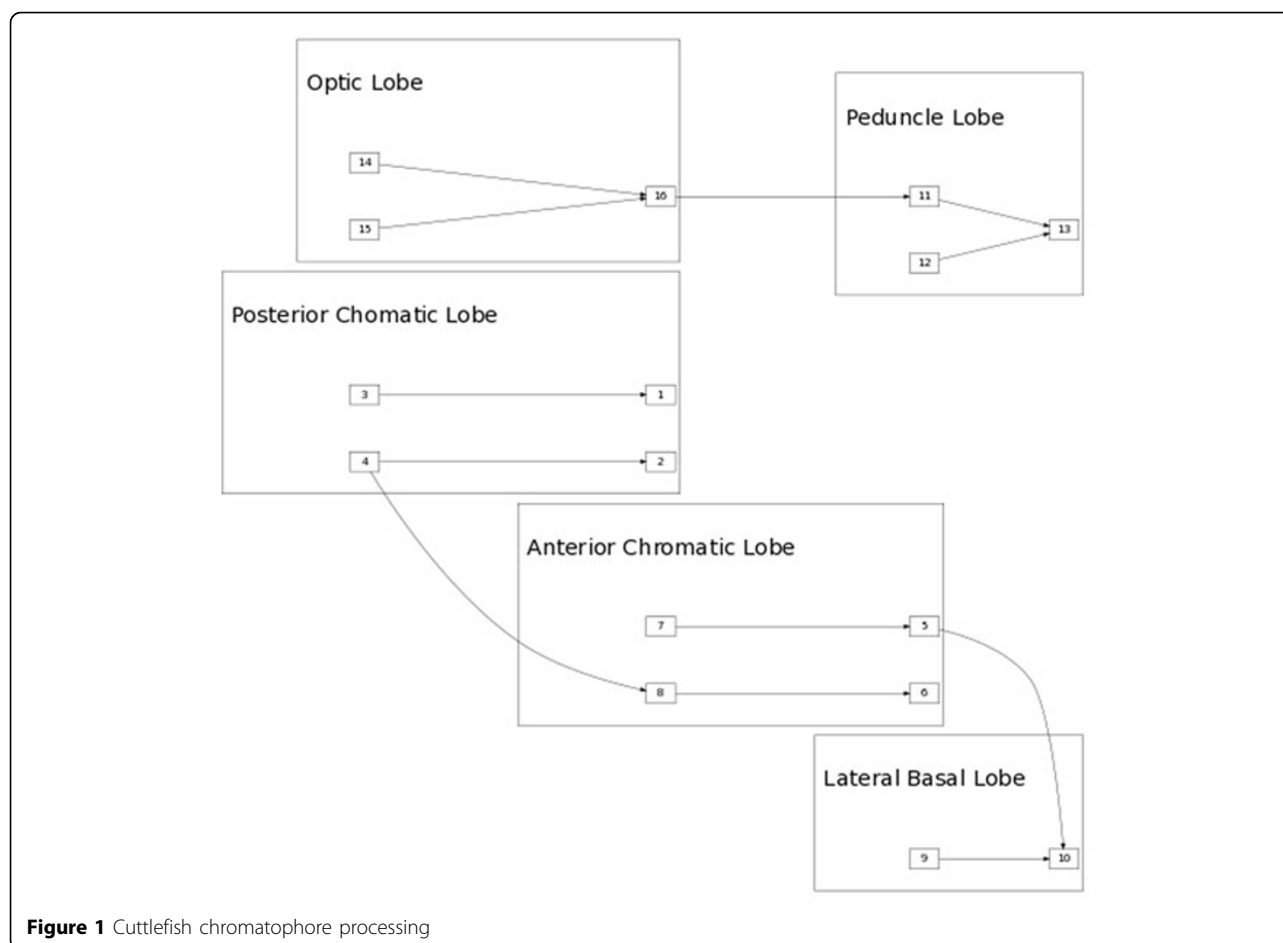 Optic Lobe
14
15
16
Peduncle Lobe
11
12
13
Posterior Chomatic Lobe
3
1
4
2
Anterior Chromatic Lobe
7
5
8
6
Lateral Basal Lobe
9
10
Figure 1 Cuttlefish chromatophore processing